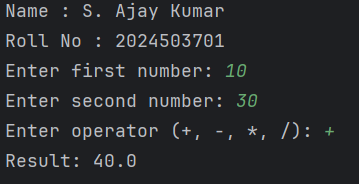 Name : S. Ajay Kumar
Roll No : 2024503701
Enter first number: 10
Enter second number: 30
Enter operator (+, -, *, /): +
Result: 40.0